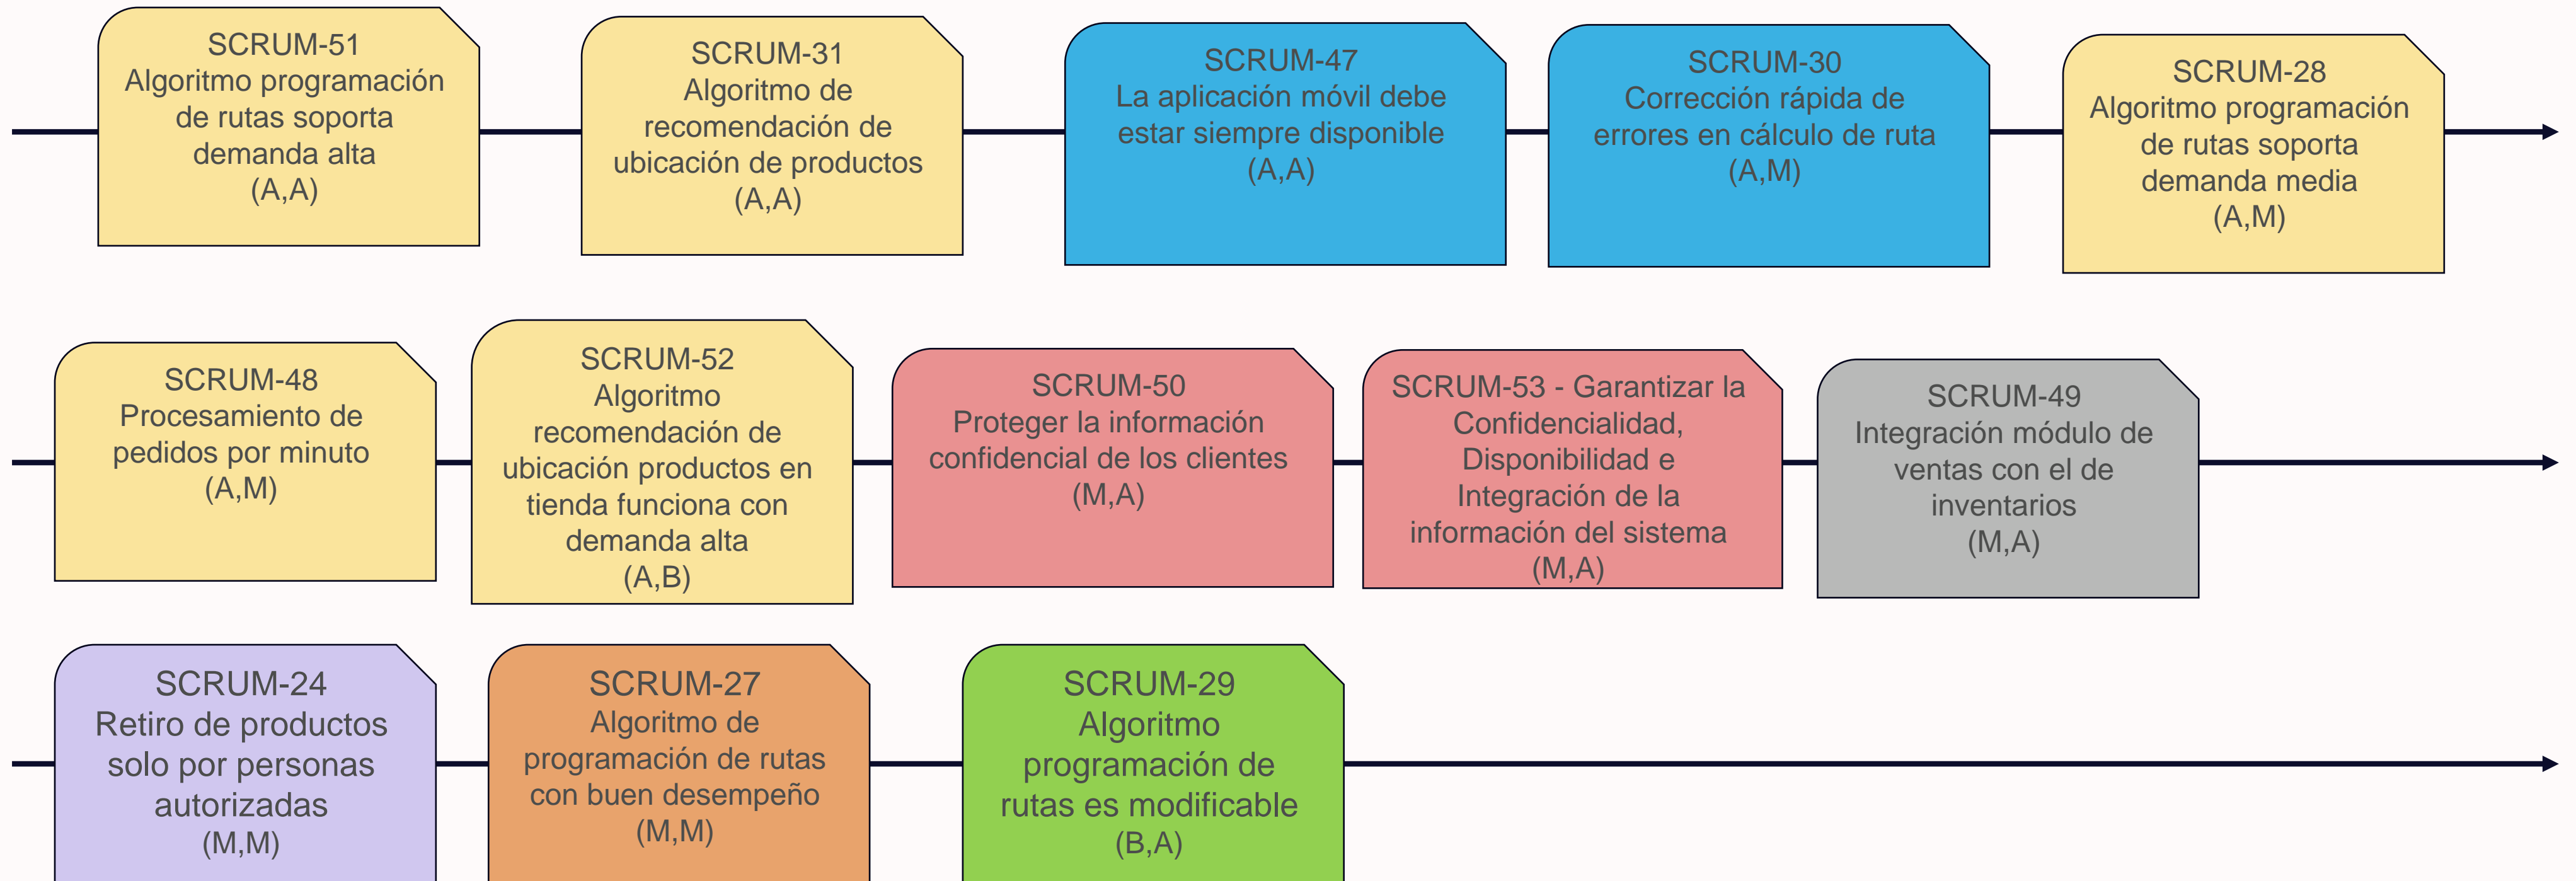 SCRUM-51
Algoritmo programación
de rutas soporta
demanda alta
(A,A)
SCRUM-31
Algoritmo de
recomendación de
ubicación de productos
(A,A)
SCRUM-47
La aplicación móvil debe
estar siempre disponible
(A,A)
SCRUM-30
Corrección rápida de
errores en cálculo de ruta
(A,M)
SCRUM-28
Algoritmo programación
de rutas soporta
demanda media
(A,M)
SCRUM-48
Procesamiento de
pedidos por minuto
(A,M)
SCRUM-52
Algoritmo
recomendación de
ubicación productos en
tienda funciona con
demanda alta
(A,B)
SCRUM-50
Proteger la información
confidencial de los clientes
(M,A)
SCRUM-53 - Garantizar la
Confidencialidad,
Disponibilidad e
Integración de la
información del sistema
(M,A)
SCRUM-49
Integración módulo de
ventas con el de
inventarios
(M,A)
SCRUM-24
Retiro de productos
solo por personas
autorizadas
(M,M)
SCRUM-27
Algoritmo de
programación de rutas
con buen desempeño
(M,M)
SCRUM-29
Algoritmo
programación de
rutas es modificable
(B,A)